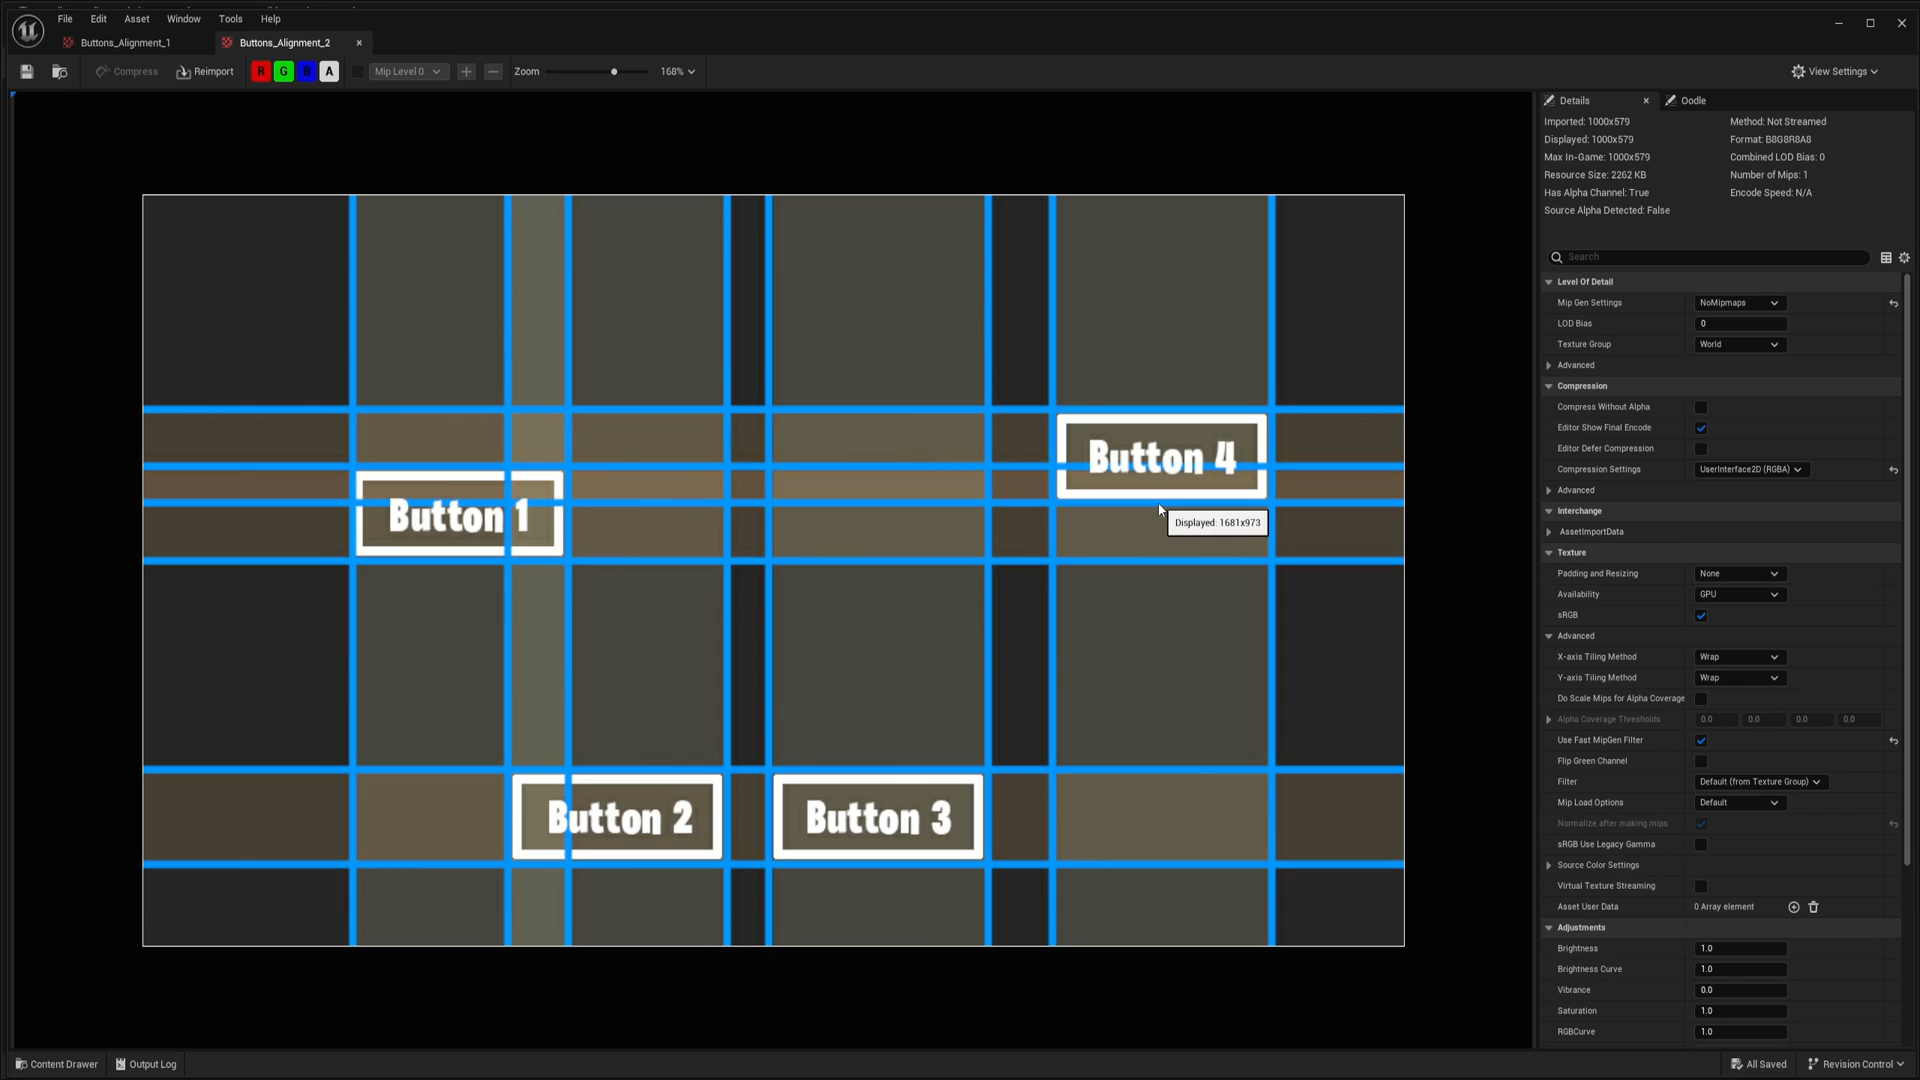 File Edit Asset Window Tools Help
Buttons_Alignment_1 Buttons_Alignment_2
Compress Reimport R G B A Mip Level 0 Zoom 168% View Settings
Details Oodle
Imported: 1000x579 Method: Not Streamed
Displayed: 1000x579 Format: B8G8R8A8
Max In-Game: 1000x579 Combined LOD Bias: 0
Resource Size: 2262 KB Number of Mips: 1
Has Alpha Channel: True Encode Speed: N/A
Source Alpha Detected: False
Search
Level Of Detail
Mip Gen Settings NoMipmaps
LOD Bias 0
Texture Group World
Advanced
Compression
Compress Without Alpha
Editor Show Final Encode
Editor Defer Compression
Compression Settings UserInterface2D (RGBA)
Advanced
Interchange
AssetImportData
Texture
Padding and Resizing None
Availability GPU
sRGB
Advanced
X-axis Tiling Method Wrap
Y-axis Tiling Method Wrap
Do Scale Mips for Alpha Coverage
Alpha Coverage Thresholds 0.0 0.0 0.0 0.0
Use Fast MipGen Filter
Flip Green Channel
Filter Default (from Texture Group)
Mip Load Options Default
Normalize after making mips
sRGB Use Legacy Gamma
Source Color Settings
Virtual Texture Streaming
Asset User Data 0 Array element
Adjustments
Brightness 1.0
Brightness Curve 1.0
Vibrance 0.0
Saturation 1.0
RGBCurve 1.0
Button 4
Button 1
Displayed: 1681x973
Button 2 Button 3
Content Drawer Output Log All Saved Revision Control